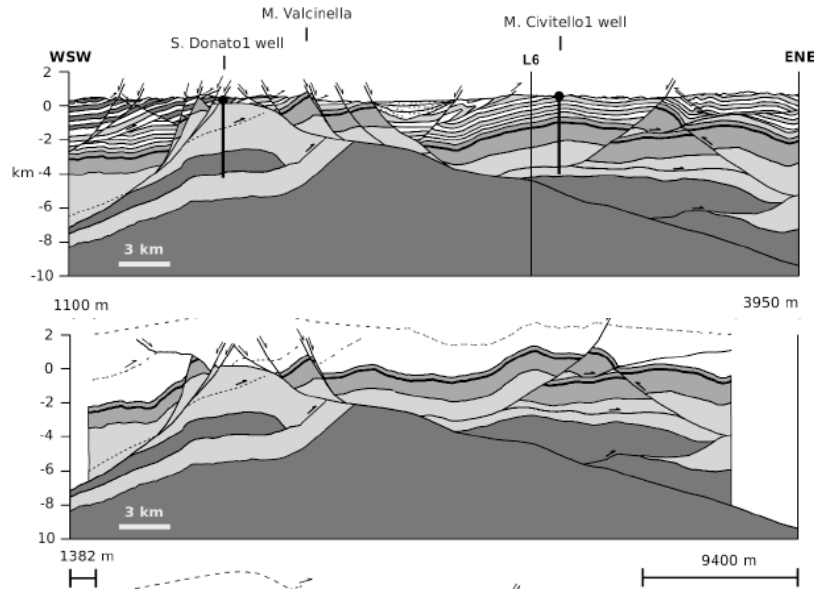 M. Valcinella
S. Donato1 well
M. Civitello1 well
WSW
L6
ENE
2
0
-2
km -4
-6
-8
-10
3 km
1100 m
3950 m
2
0
-2
-4
-6
-8
10
3 km
1382 m
9400 m